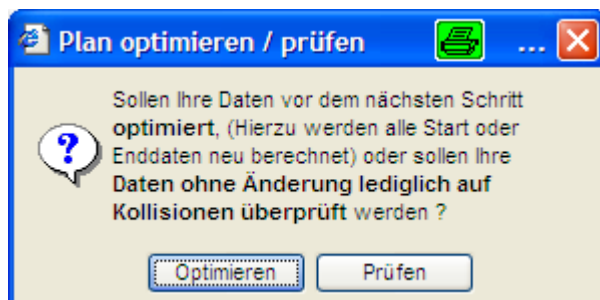 Plan optimieren / prüfen ...
Sollen Ihre Daten vor dem nächsten Schritt
optimiert, (Hierzu werden alle Start oder
Enddaten neu berechnet) oder sollen Ihre
Daten ohne Änderung lediglich auf
Kollisionen überprüft werden ?
Optimieren Prüfen